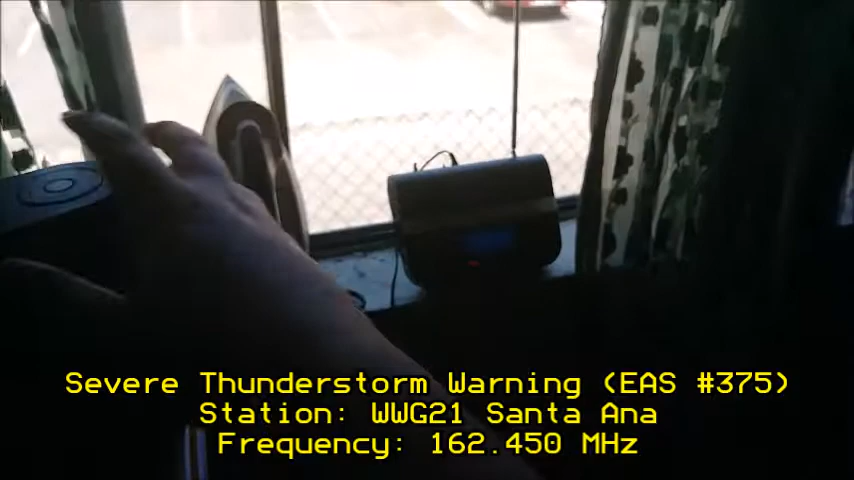 Severe Thunderstorm Warning (EAS #375)
Station: WWG21 Santa Ana
Frequency: 162.450 MHz